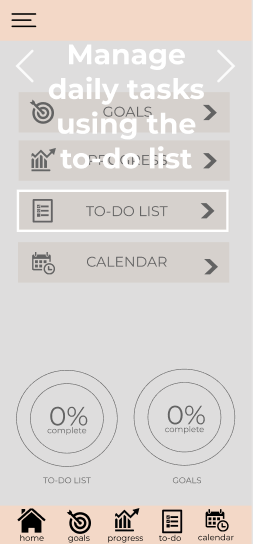 Manage
daily tasks
GOALS
using the
PROGRESS
to-do list
TO-DO LIST
CALENDAR
0%
complete
0%
complete
TO-DO LIST
GOALS
home
goals
progress
to-do
calendar